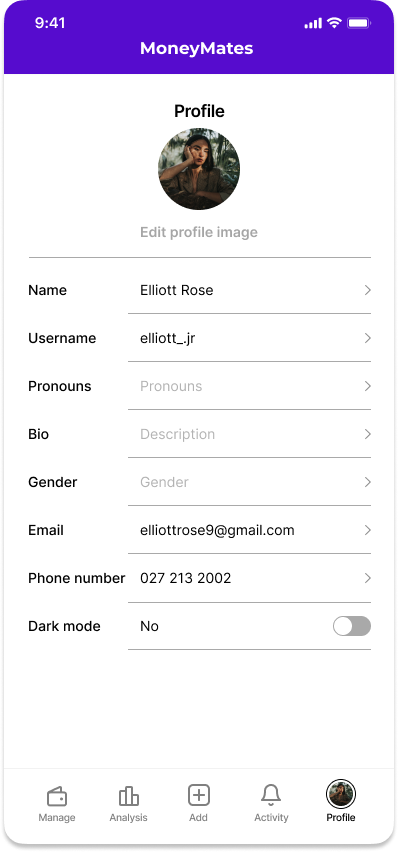 9:41
MoneyMates
Profile
Edit profile image
Name Elliott Rose
Username elliott_.jr
Pronouns Pronouns
Bio Description
Gender Gender
Email elliottrose9@gmail.com
Phone number 027 213 2002
Dark mode No
Manage Analysis Add Activity Profile